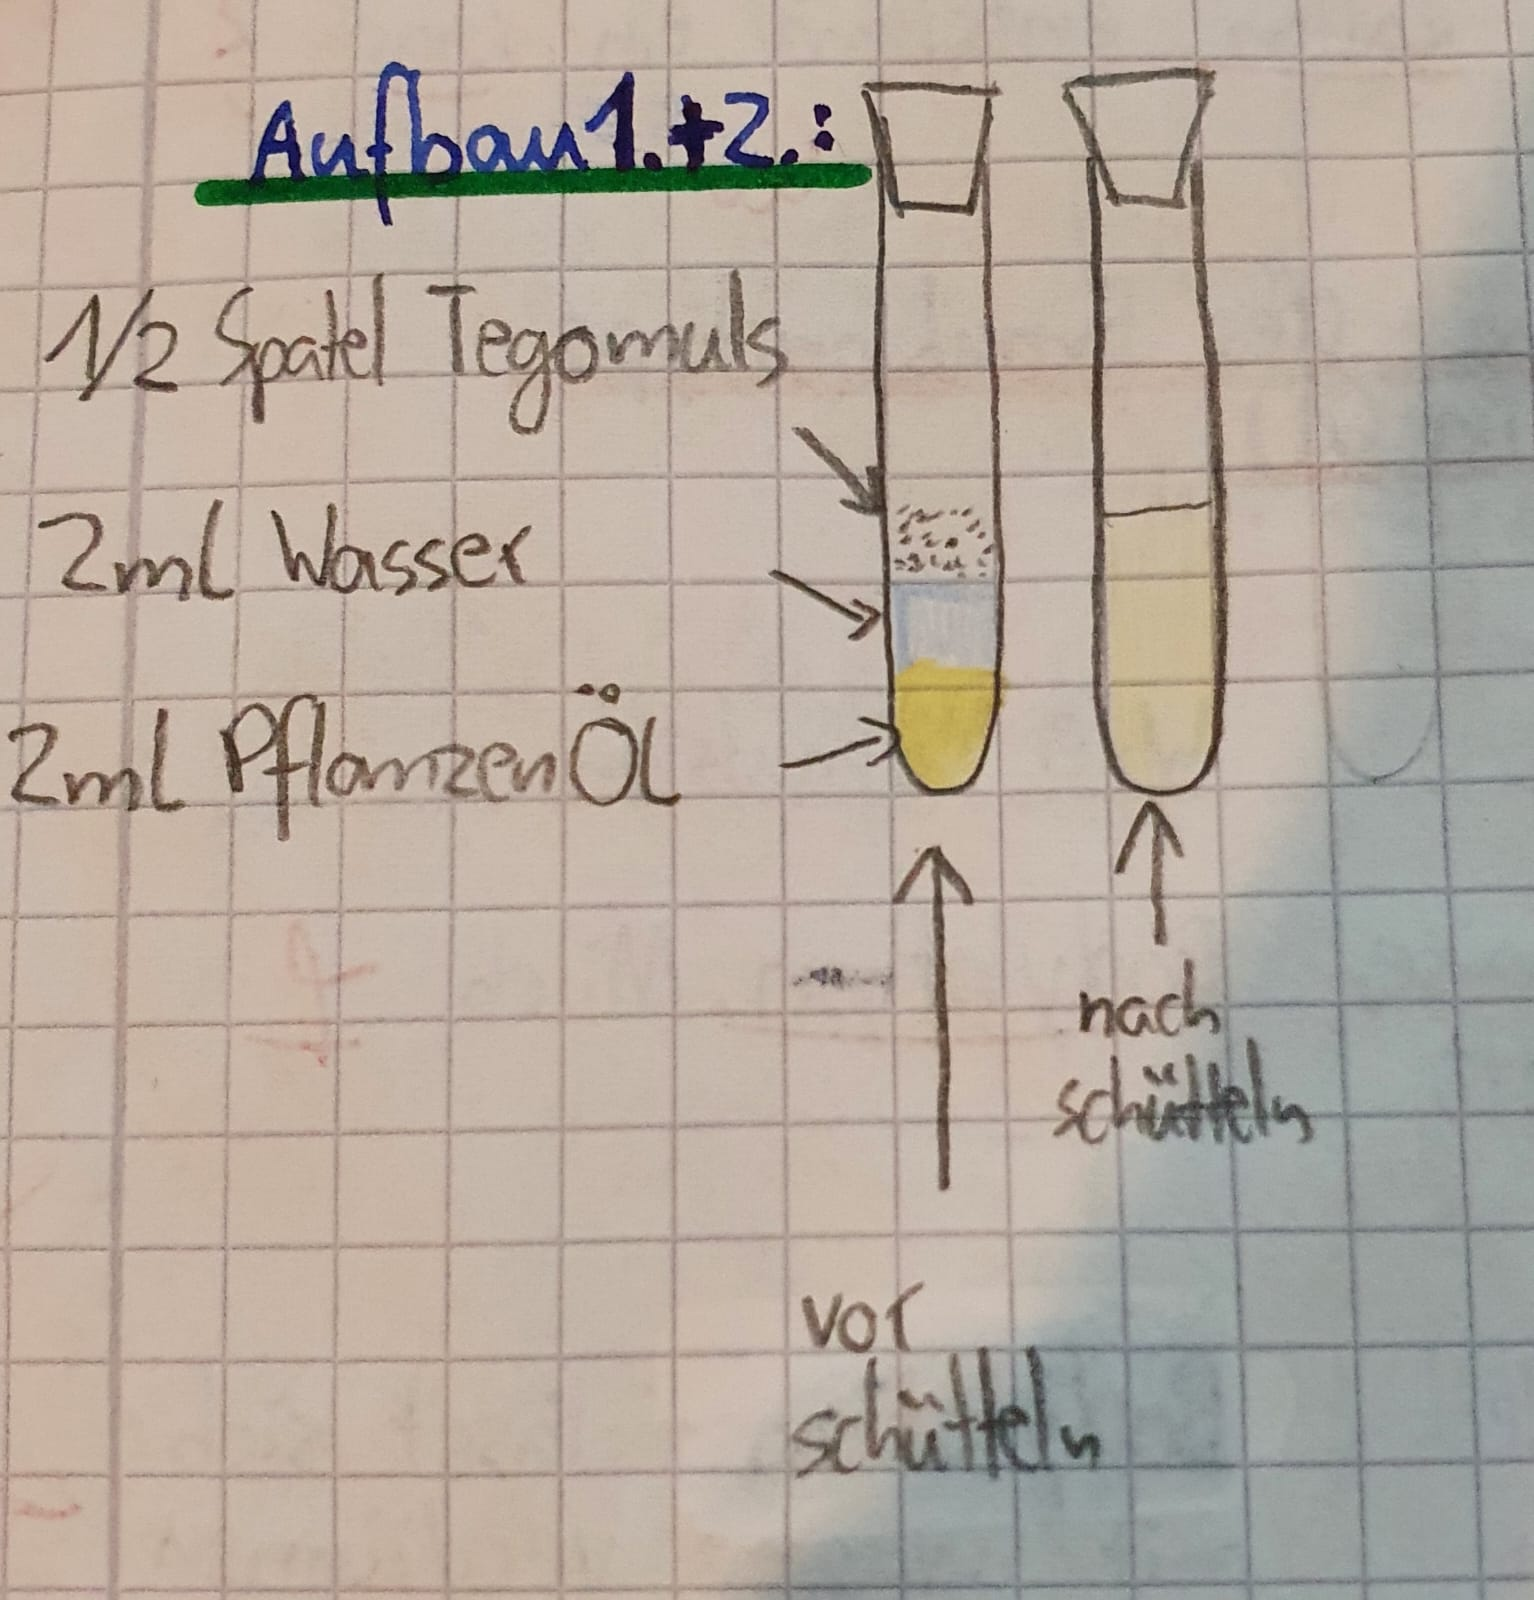 Aufbau 1.+2.:
1/2 Spatel Tegomuls
2ml Wasser
2ml PflanzenÖl
nach
schütteln
vor
schütteln